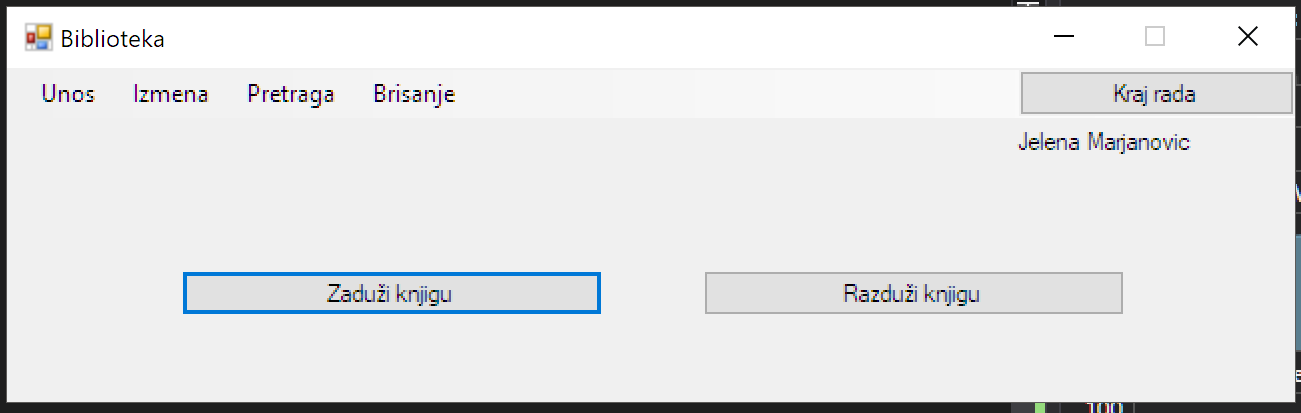 Biblioteka
Unos Izmena Pretraga Brisanje Kraj rada
Jelena Marjanovic
Zaduži knjigu Razduži knjigu